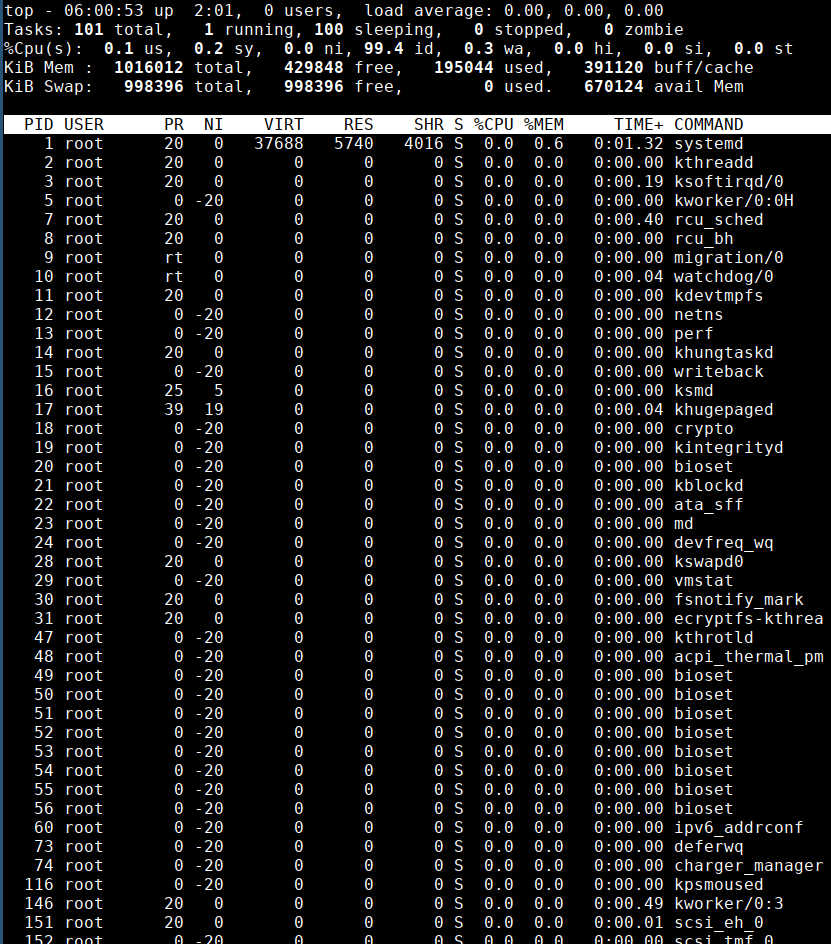 top - 06:00:53 up  2:01,  0 users,  load average: 0.00, 0.00, 0.00
Tasks: 101 total,   1 running, 100 sleeping,   0 stopped,   0 zombie
%Cpu(s):  0.1 us,  0.2 sy,  0.0 ni, 99.4 id,  0.3 wa,  0.0 hi,  0.0 si,  0.0 st
KiB Mem :  1016012 total,   429848 free,   195044 used,   391120 buff/cache
KiB Swap:   998396 total,   998396 free,        0 used.   670124 avail Mem
PID USER      PR  NI    VIRT    RES    SHR S %CPU %MEM     TIME+ COMMAND
1 root      20   0   37688   5740   4016 S  0.0  0.6   0:01.32 systemd
2 root      20   0       0      0      0 S  0.0  0.0   0:00.00 kthreadd
3 root      20   0       0      0      0 S  0.0  0.0   0:00.19 ksoftirqd/0
5 root       0 -20       0      0      0 S  0.0  0.0   0:00.00 kworker/0:0H
7 root      20   0       0      0      0 S  0.0  0.0   0:00.40 rcu_sched
8 root      20   0       0      0      0 S  0.0  0.0   0:00.00 rcu_bh
9 root      rt   0       0      0      0 S  0.0  0.0   0:00.00 migration/0
10 root      rt   0       0      0      0 S  0.0  0.0   0:00.04 watchdog/0
11 root      20   0       0      0      0 S  0.0  0.0   0:00.00 kdevtmpfs
12 root       0 -20       0      0      0 S  0.0  0.0   0:00.00 netns
13 root       0 -20       0      0      0 S  0.0  0.0   0:00.00 perf
14 root      20   0       0      0      0 S  0.0  0.0   0:00.00 khungtaskd
15 root       0 -20       0      0      0 S  0.0  0.0   0:00.00 writeback
16 root      25   5       0      0      0 S  0.0  0.0   0:00.00 ksmd
17 root      39  19       0      0      0 S  0.0  0.0   0:00.04 khugepaged
18 root       0 -20       0      0      0 S  0.0  0.0   0:00.00 crypto
19 root       0 -20       0      0      0 S  0.0  0.0   0:00.00 kintegrityd
20 root       0 -20       0      0      0 S  0.0  0.0   0:00.00 bioset
21 root       0 -20       0      0      0 S  0.0  0.0   0:00.00 kblockd
22 root       0 -20       0      0      0 S  0.0  0.0   0:00.00 ata_sff
23 root       0 -20       0      0      0 S  0.0  0.0   0:00.00 md
24 root       0 -20       0      0      0 S  0.0  0.0   0:00.00 devfreq_wq
28 root      20   0       0      0      0 S  0.0  0.0   0:00.00 kswapd0
29 root       0 -20       0      0      0 S  0.0  0.0   0:00.00 vmstat
30 root      20   0       0      0      0 S  0.0  0.0   0:00.00 fsnotify_mark
31 root      20   0       0      0      0 S  0.0  0.0   0:00.00 ecryptfs-kthrea
47 root       0 -20       0      0      0 S  0.0  0.0   0:00.00 kthrotld
48 root       0 -20       0      0      0 S  0.0  0.0   0:00.00 acpi_thermal_pm
49 root       0 -20       0      0      0 S  0.0  0.0   0:00.00 bioset
50 root       0 -20       0      0      0 S  0.0  0.0   0:00.00 bioset
51 root       0 -20       0      0      0 S  0.0  0.0   0:00.00 bioset
52 root       0 -20       0      0      0 S  0.0  0.0   0:00.00 bioset
53 root       0 -20       0      0      0 S  0.0  0.0   0:00.00 bioset
54 root       0 -20       0      0      0 S  0.0  0.0   0:00.00 bioset
55 root       0 -20       0      0      0 S  0.0  0.0   0:00.00 bioset
56 root       0 -20       0      0      0 S  0.0  0.0   0:00.00 bioset
60 root       0 -20       0      0      0 S  0.0  0.0   0:00.00 ipv6_addrconf
73 root       0 -20       0      0      0 S  0.0  0.0   0:00.00 deferwq
74 root       0 -20       0      0      0 S  0.0  0.0   0:00.00 charger_manager
116 root       0 -20       0      0      0 S  0.0  0.0   0:00.00 kpsmoused
146 root      20   0       0      0      0 S  0.0  0.0   0:00.49 kworker/0:3
151 root      20   0       0      0      0 S  0.0  0.0   0:00.01 scsi_eh_0
152 root       0 -20       0      0      0 S  0.0  0.0   0:00.00 scsi_tmf_0